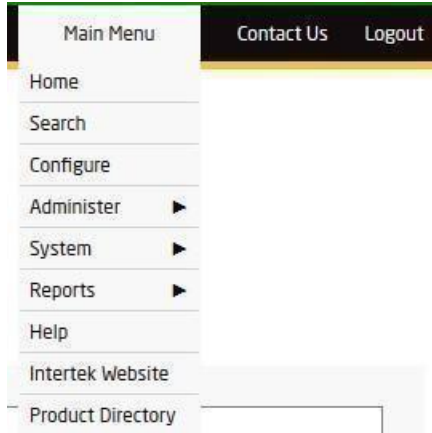 Main Menu Contact Us Logout
Home
Search
Configure
Administer
System
Reports
Help
Intertek Website
Product Directory